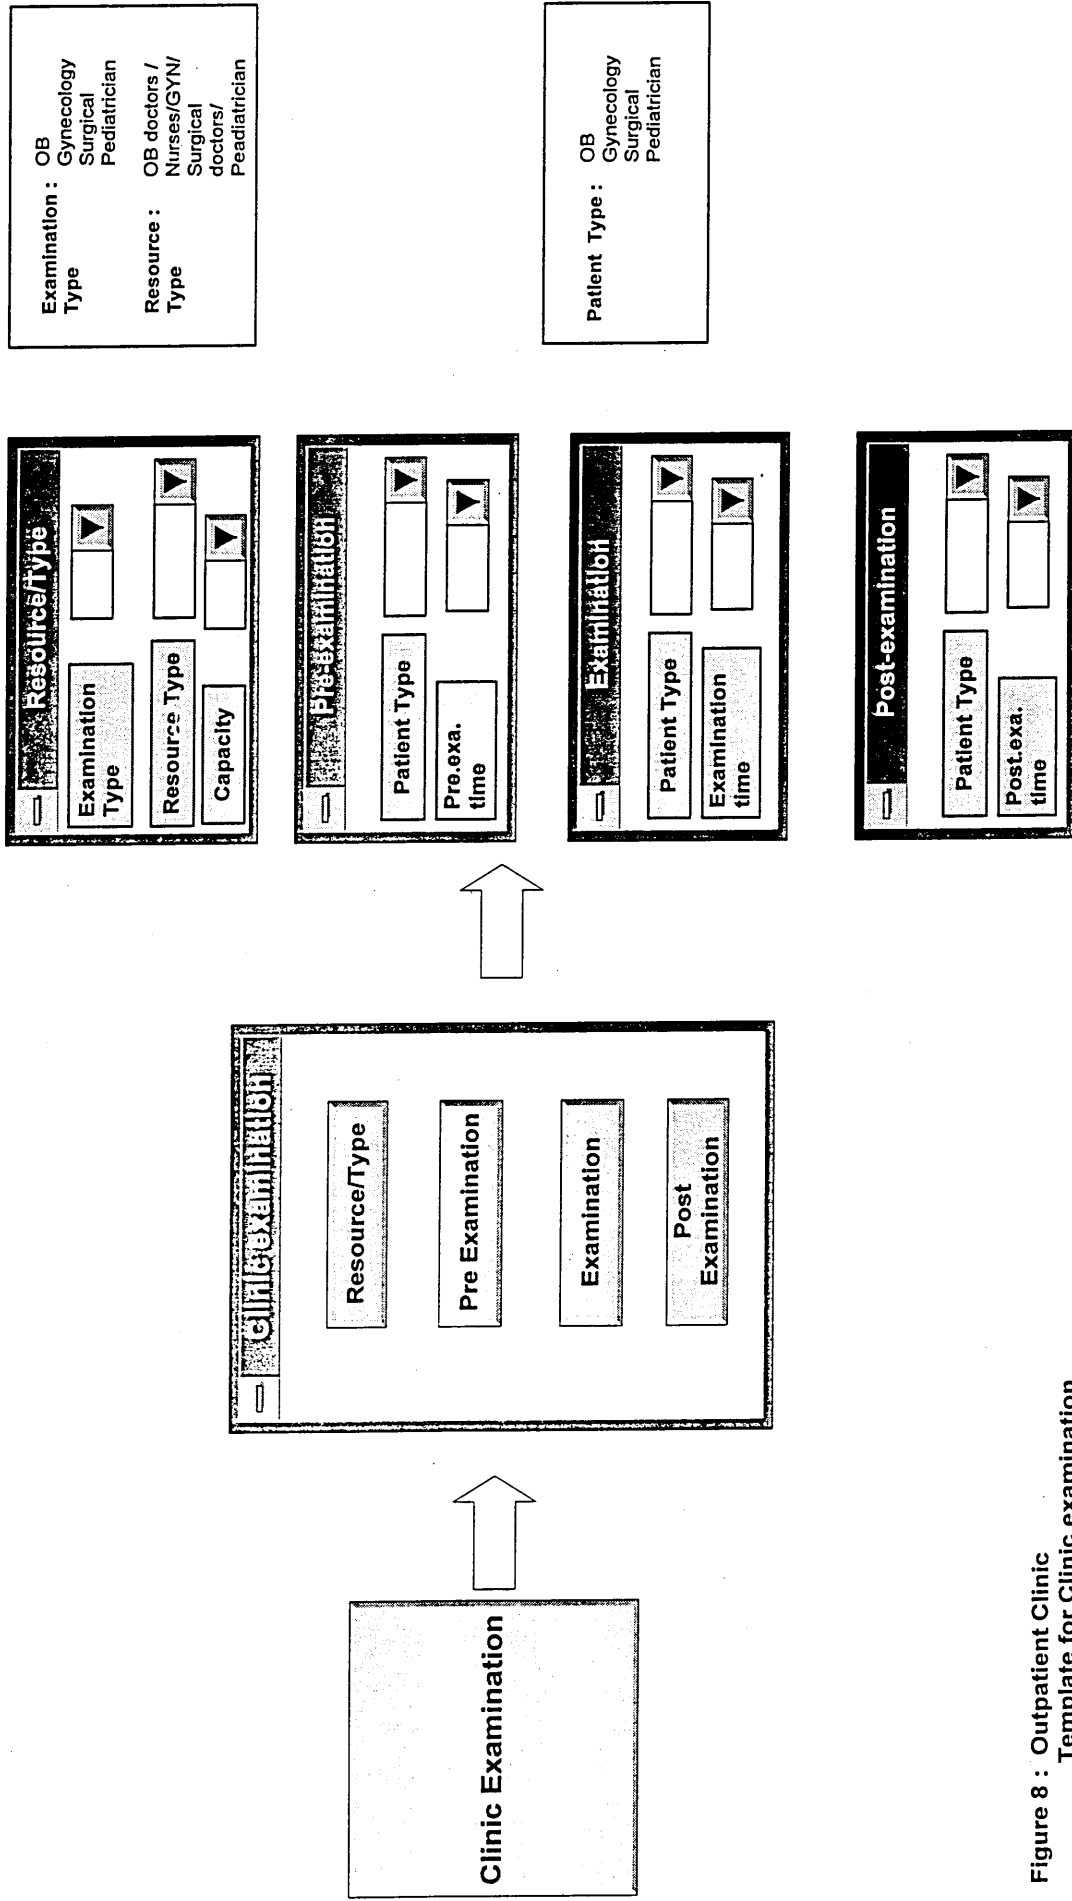 Clinic Examination
Clinic examination
Resource/Type
Pre Examination
Examination
Post
Examination
Resource/Type
Examination
Type
Resource Type
Capacity
Pre-examination
Patient Type
Pre.exa.
time
Examination
Patient Type
Examination
time
Post-examination
Patient Type
Post.exa.
time
Examination : OB
Type Gynecology
Surgical
Pediatrician
Resource : OB doctors /
Type Nurses/GYN/
Surgical
doctors/
Peadiatrician
Patient Type : OB
Gynecology
Surgical
Pediatrician
Figure 8 : Outpatient Clinic
Template for Clinic examination